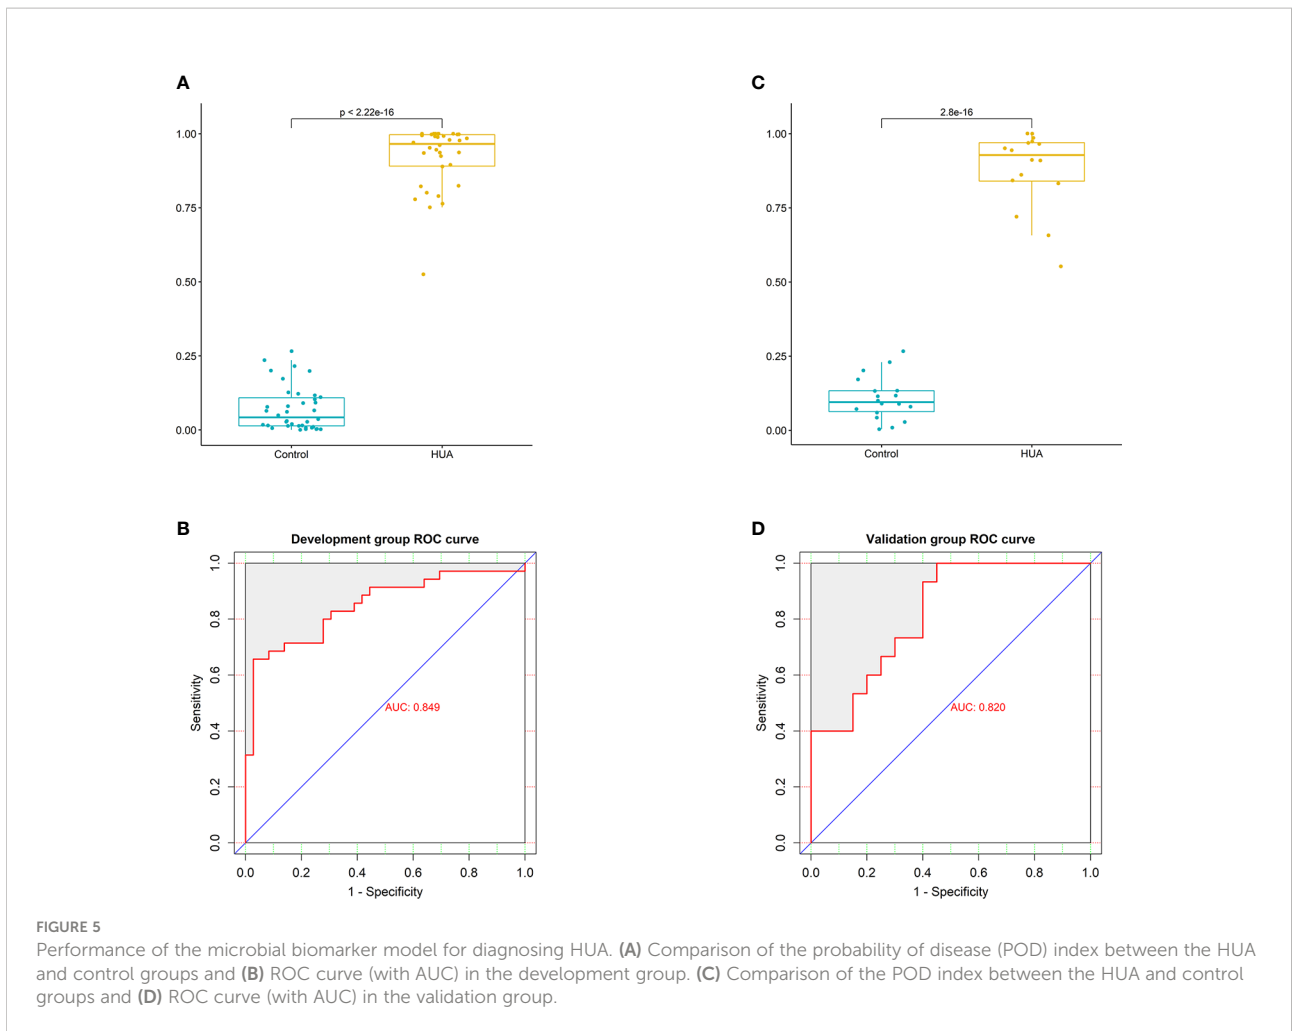 A
p < 2.22e-16
1.00
0.75
0.50
0.25
0.00
Control
HUA
C
2.8e-16
1.00
0.75
0.50
0.25
0.00
Control
HUA
B
Development group ROC curve
Sensitivity
1.0
0.8
0.6
0.4
0.2
0.0
AUC: 0.849
0.0 0.2 0.4 0.6 0.8 1.0
1 - Specificity
D
Validation group ROC curve
Sensitivity
1.0
0.8
0.6
0.4
0.2
0.0
AUC: 0.820
0.0 0.2 0.4 0.6 0.8 1.0
1 - Specificity
FIGURE 5
Performance of the microbial biomarker model for diagnosing HUA. (A) Comparison of the probability of disease (POD) index between the HUA
and control groups and (B) ROC curve (with AUC) in the development group. (C) Comparison of the POD index between the HUA and control
groups and (D) ROC curve (with AUC) in the validation group.